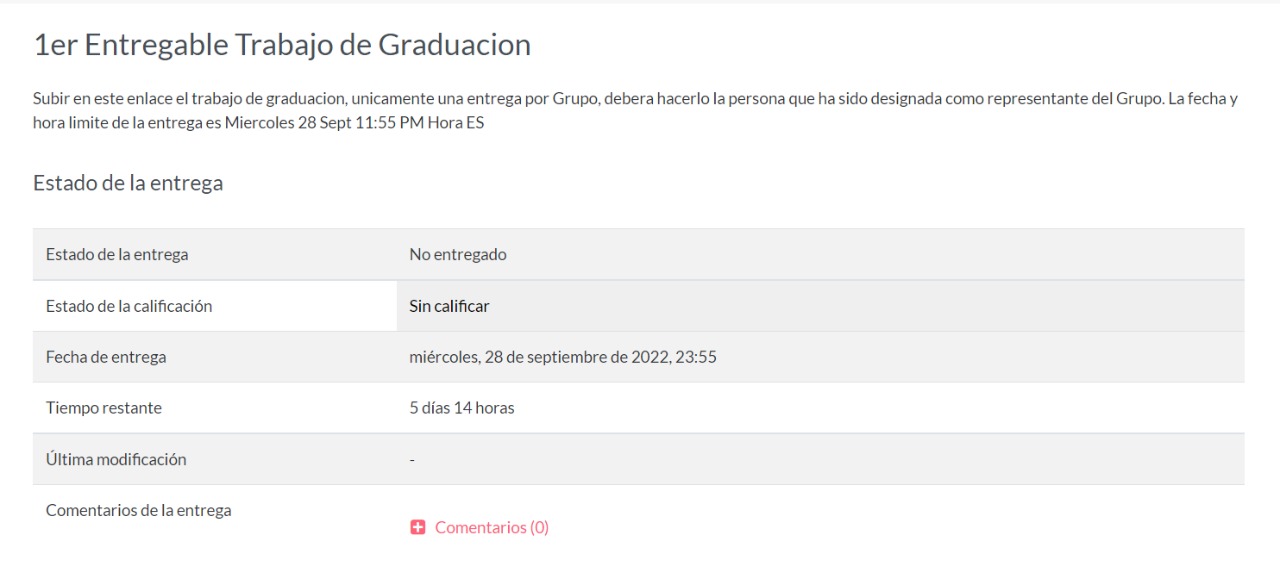 1er Entregable Trabajo de Graduacion
Subir en este enlace el trabajo de graduacion, unicamente una entrega por Grupo, debera hacerlo la persona que ha sido designada como representante del Grupo. La fecha y
hora limite de la entrega es Miercoles 28 Sept 11:55 PM Hora ES
Estado de la entrega
Estado de la entrega No entregado
Estado de la calificación Sin calificar
Fecha de entrega miércoles, 28 de septiembre de 2022, 23:55
Tiempo restante 5 días 14 horas
Última modificación -
Comentarios de la entrega
Comentarios (0)